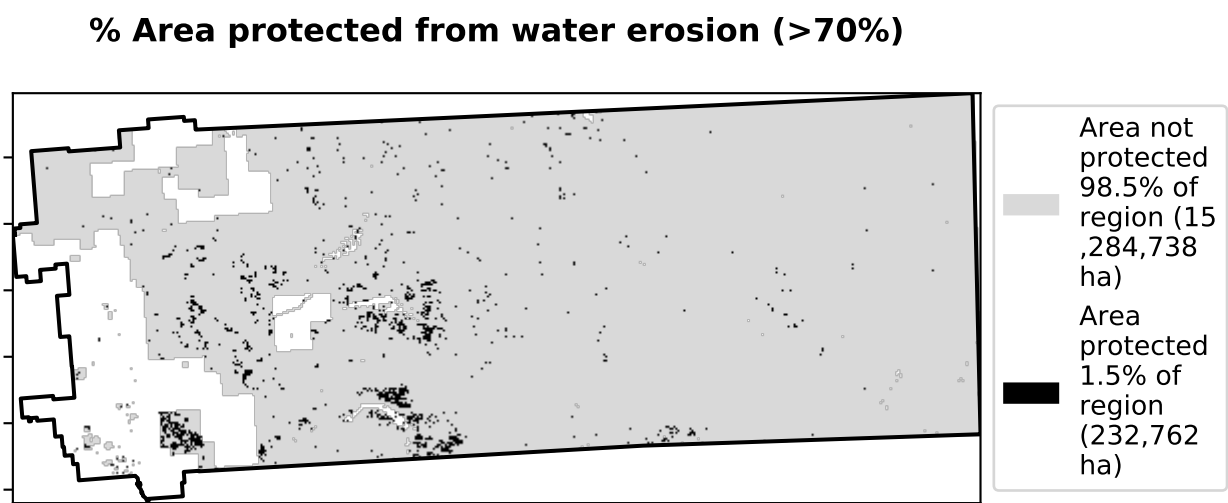 % Area protected from water erosion (>70%)
Area not
protected
98.5% of
region (15
,284,738
ha)
Area
protected
1.5% of
region
(232,762
ha)